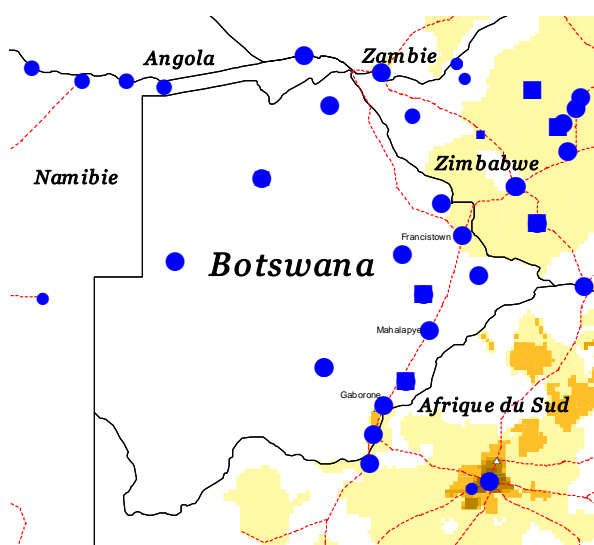 Angola
Zambie
Zimbabwe
Namibie
Francistown
Botswana
Mahalapye
Gaborone
Afrique du Sud